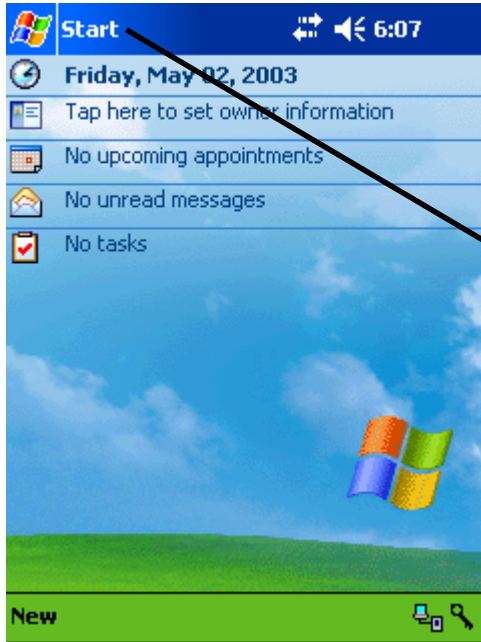 Start 6:07
Friday, May 02, 2003
Tap here to set owner information
No upcoming appointments
No unread messages
No tasks
New